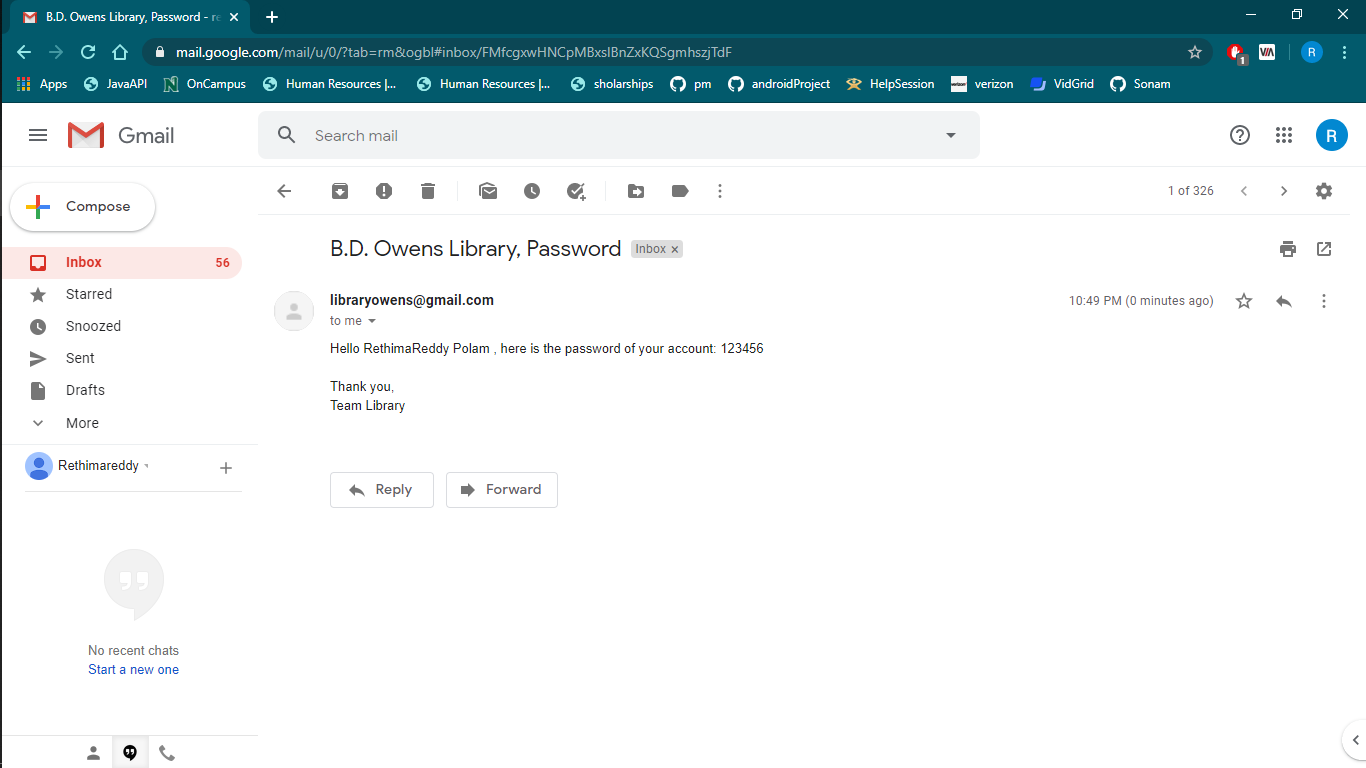 B.D. Owens Library, Password - re
mail.google.com/mail/u/0/?tab=rm&ogbl#inbox/FMfcgxwHNCpMBxslBnZxKQSgmhszjTdF
1
VIA
R
Apps
JavaAPI
OnCampus
Human Resources |...
Human Resources |...
sholarships
pm
androidProject
HelpSession
verizon
VidGrid
Sonam
Gmail
Search mail
R
Compose
1 of 326
B.D. Owens Library, Password
Inbox x
Inbox 56
Starred
Snoozed
Sent
Drafts
More
libraryowens@gmail.com
10:49 PM (0 minutes ago)
to me
Hello RethimaReddy Polam , here is the password of your account: 123456
Thank you,
Team Library
Reply
Forward
Rethimareddy
No recent chats
Start a new one